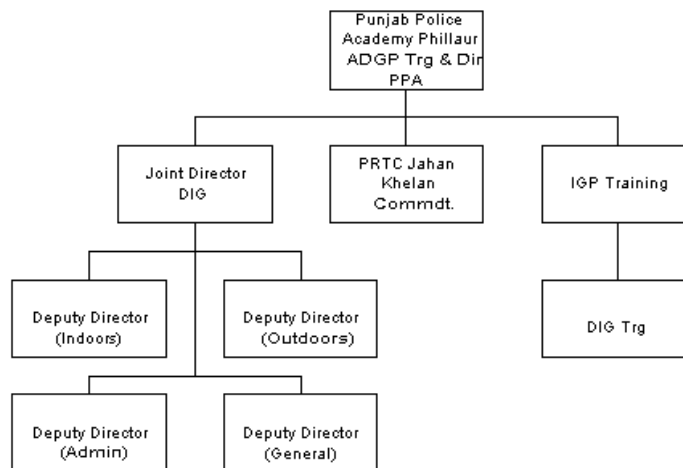 Punjab Police
Academy Phillaur
ADGP Trg & Dir
PPA
Joint Director
DIG
PRTC Jahan
Khelan
Commdt.
IGP Training
Deputy Director
(Indoors)
Deputy Director
(Outdoors)
DIG Trg
Deputy Director
(Admin)
Deputy Director
(General)